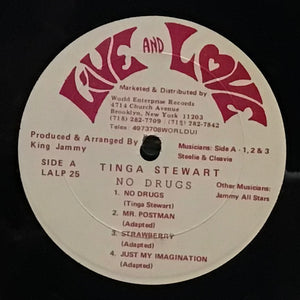 LIVE AND LOVE
Marketed & Distributed by
World Enterprise Records
4714 Church Avenue
Brooklyn, New York 11203
(718) 282-7709 (715) 282-7842
Telex 4973708WORLDUI
Produced & Arranged By
King Jammy
Musicians: Side A - 1, 2 & 3
Steelie & Cleavie
SIDE A
LALP 25
TINGA STEWART
NO DRUGS
Other Musicians:
Jammy All Stars
1. NO DRUGS
(Tinga Stewart)
2. MR. POSTMAN
(Adapted)
3. STRAWBERRY
(Adapted)
4. JUST MY IMAGINATION
(Adapted)